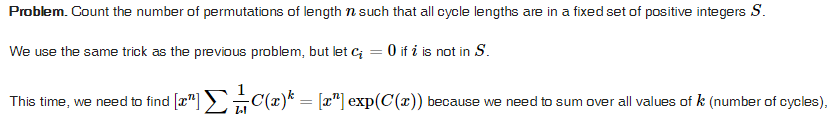 Problem. Count the number of permutations of length n such that all cycle lengths are in a fixed set of positive integers S.
We use the same trick as the previous problem, but let c_i = 0 if i is not in S.
This time, we need to find [x^n] ∑ 1/k! C(x)^k = [x^n] exp(C(x)) because we need to sum over all values of k (number of cycles),